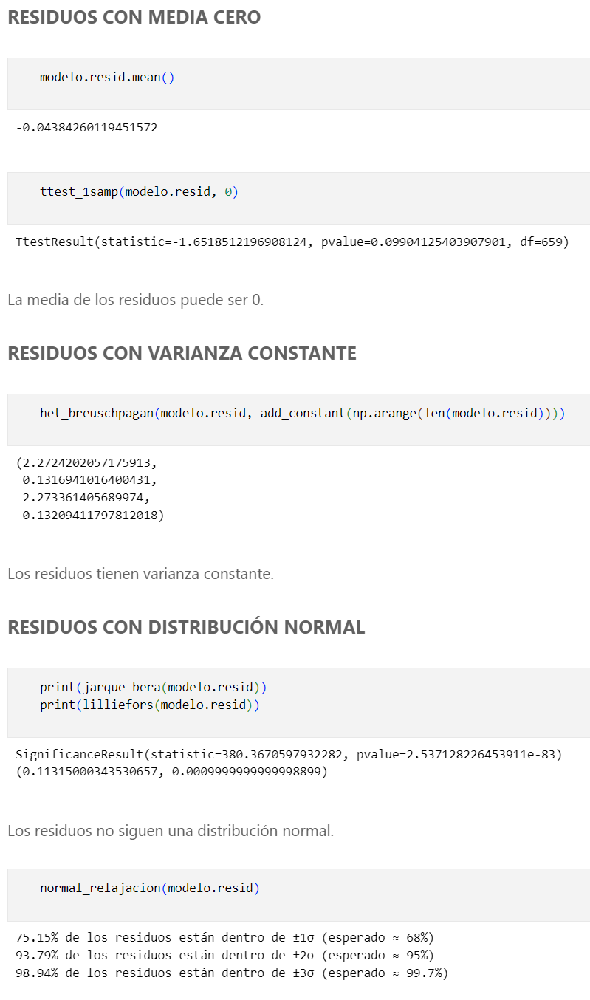 RESIDUOS CON MEDIA CERO
modelo.resid.mean()
-0.04384260119451572
ttest_1samp(modelo.resid, 0)
TtestResult(statistic=-1.6518512196908124, pvalue=0.09904125403907901, df=659)
La media de los residuos puede ser 0.
RESIDUOS CON VARIANZA CONSTANTE
het_breuschpagan(modelo.resid, add_constant(np.arange(len(modelo.resid))))
(2.2724202057175913,
0.1316941016400431,
2.273361405689974,
0.13209411797812018)
Los residuos tienen varianza constante.
RESIDUOS CON DISTRIBUCIÓN NORMAL
print(jarque_bera(modelo.resid))
print(lilliefors(modelo.resid))
SignificanceResult(statistic=380.3670597932282, pvalue=2.537128226453911e-83)
(0.11315000343530657, 0.0009999999999998899)
Los residuos no siguen una distribución normal.
normal_relajacion(modelo.resid)
75.15% de los residuos están dentro de ±1σ (esperado ≈ 68%)
93.79% de los residuos están dentro de ±2σ (esperado ≈ 95%)
98.94% de los residuos están dentro de ±3σ (esperado ≈ 99.7%)